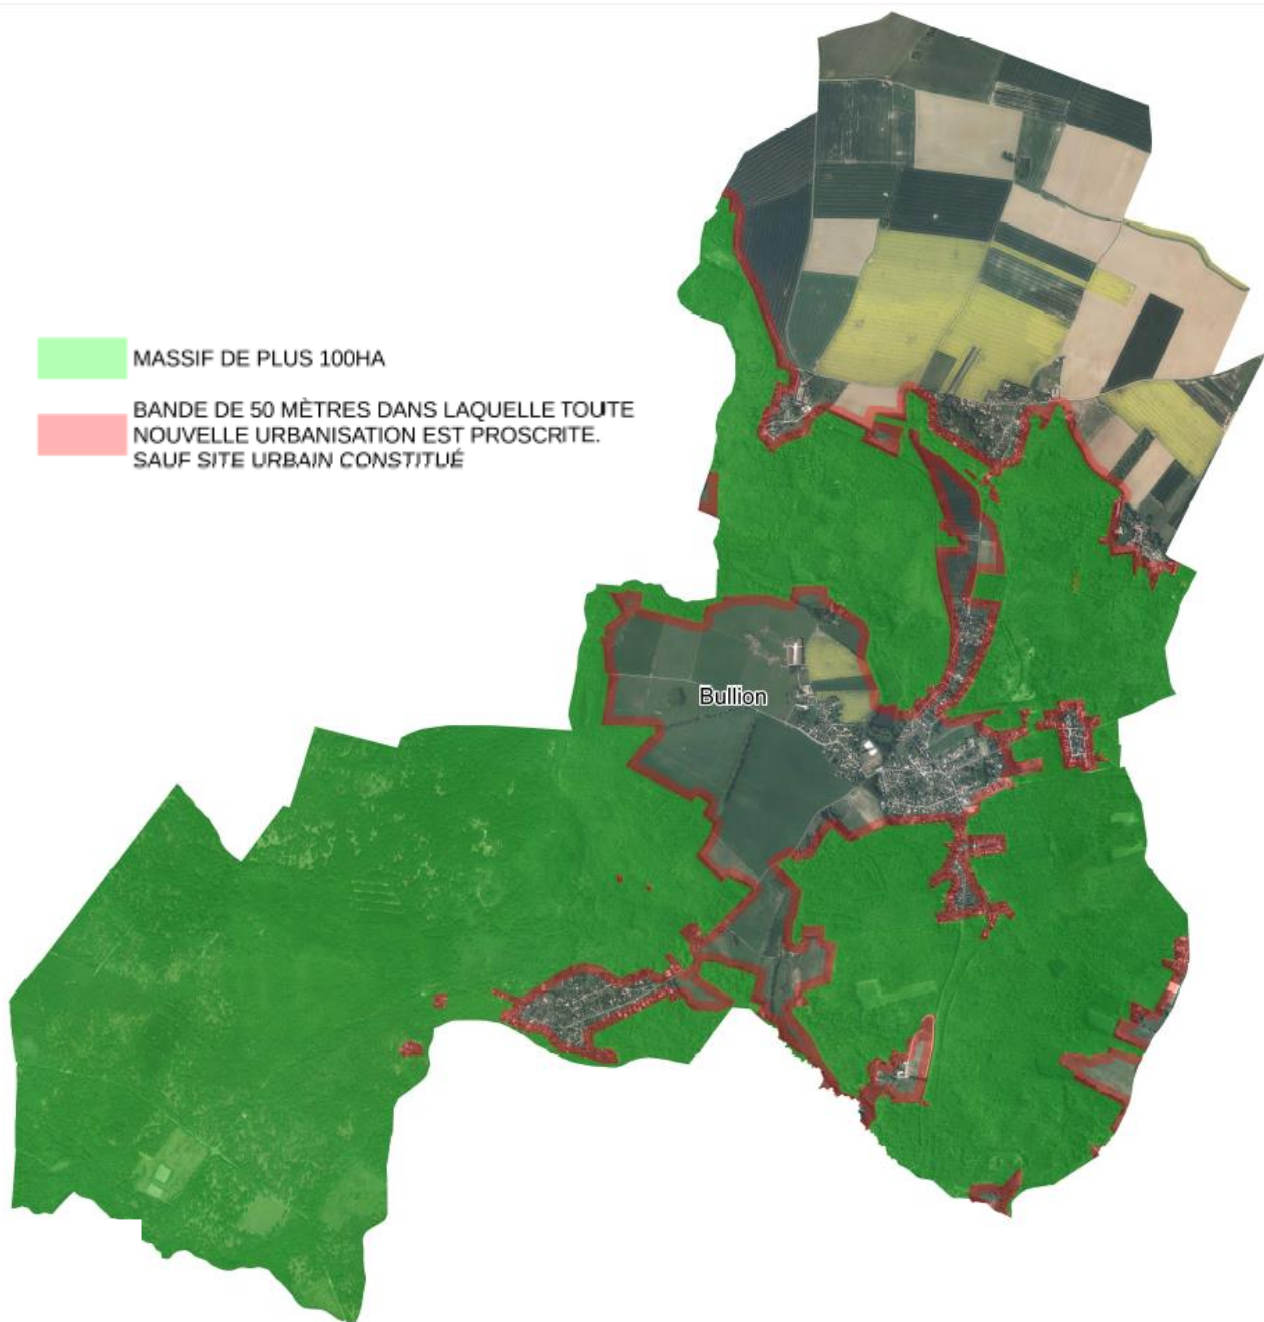 MASSIF DE PLUS 100HA
BANDE DE 50 MÈTRES DANS LAQUELLE TOUTE
NOUVELLE URBANISATION EST PROSCRITE.
SAUF SITE URBAIN CONSTITUÉ
Bullion